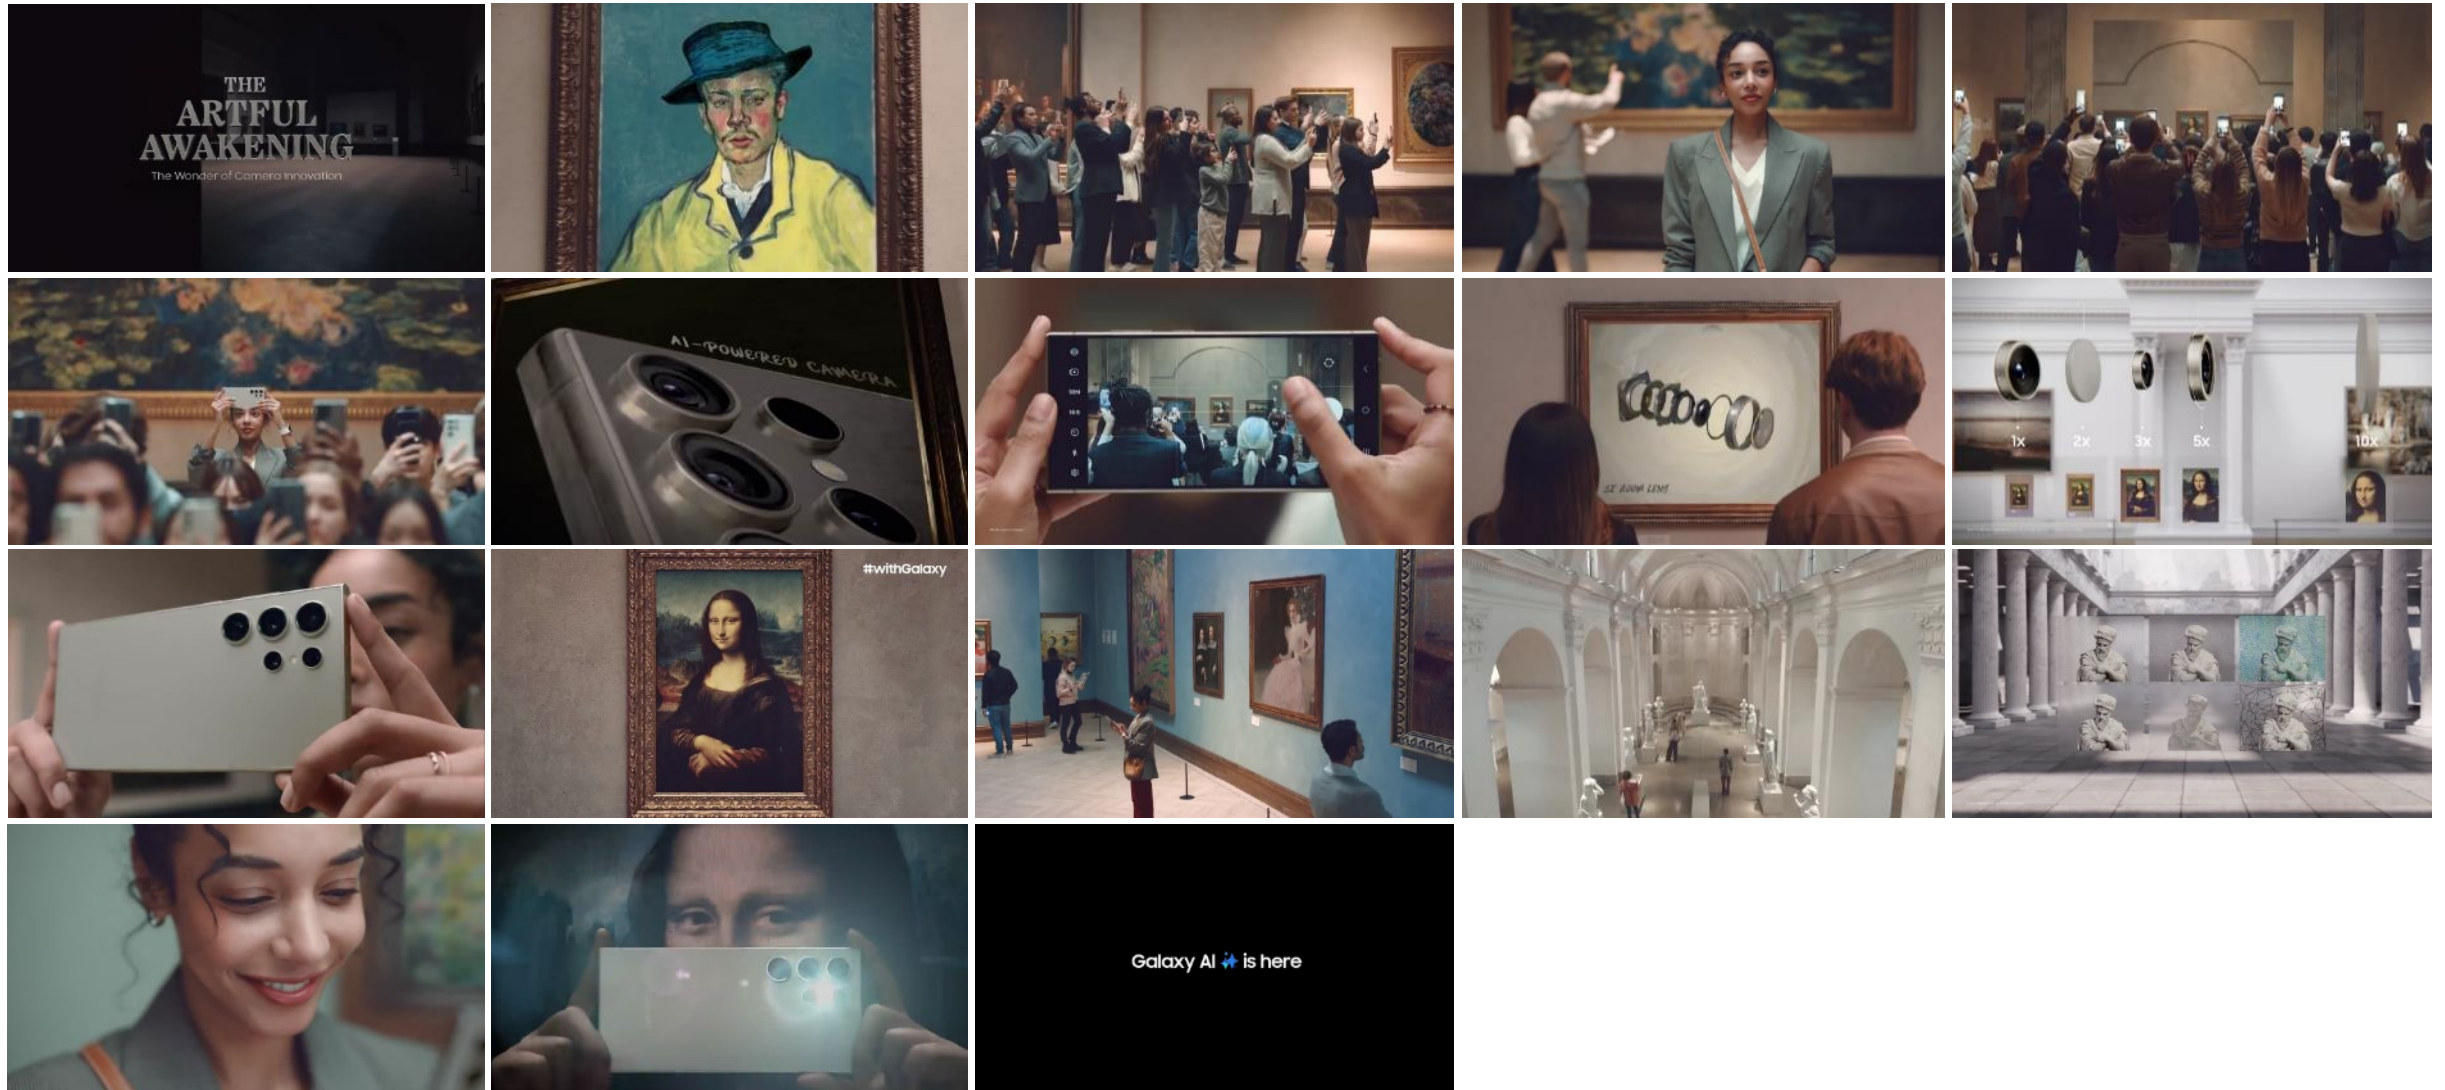 THE
ARTFUL
AWAKENING
The Wonder of Camera Innovation
AI-POWERED CAMERA
5X ZOOM LENS
1x
2x
3x
5x
10x
#withGalaxy
Galaxy AI is here